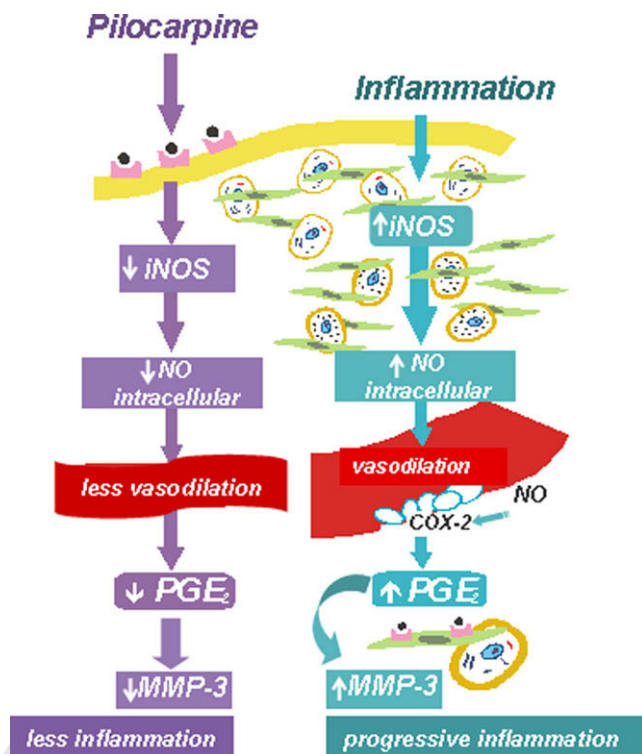 Pilocarpine
Inflammation
↑iNOS
↓ iNOS
↓NO
intracellular
↑ NO
intracellular
less vasodilation
vasodilation
NO
COX-2
↓ PGE₂
↑ PGE₂
↓MMP-3
↑MMP-3
less inflammation
progressive inflammation